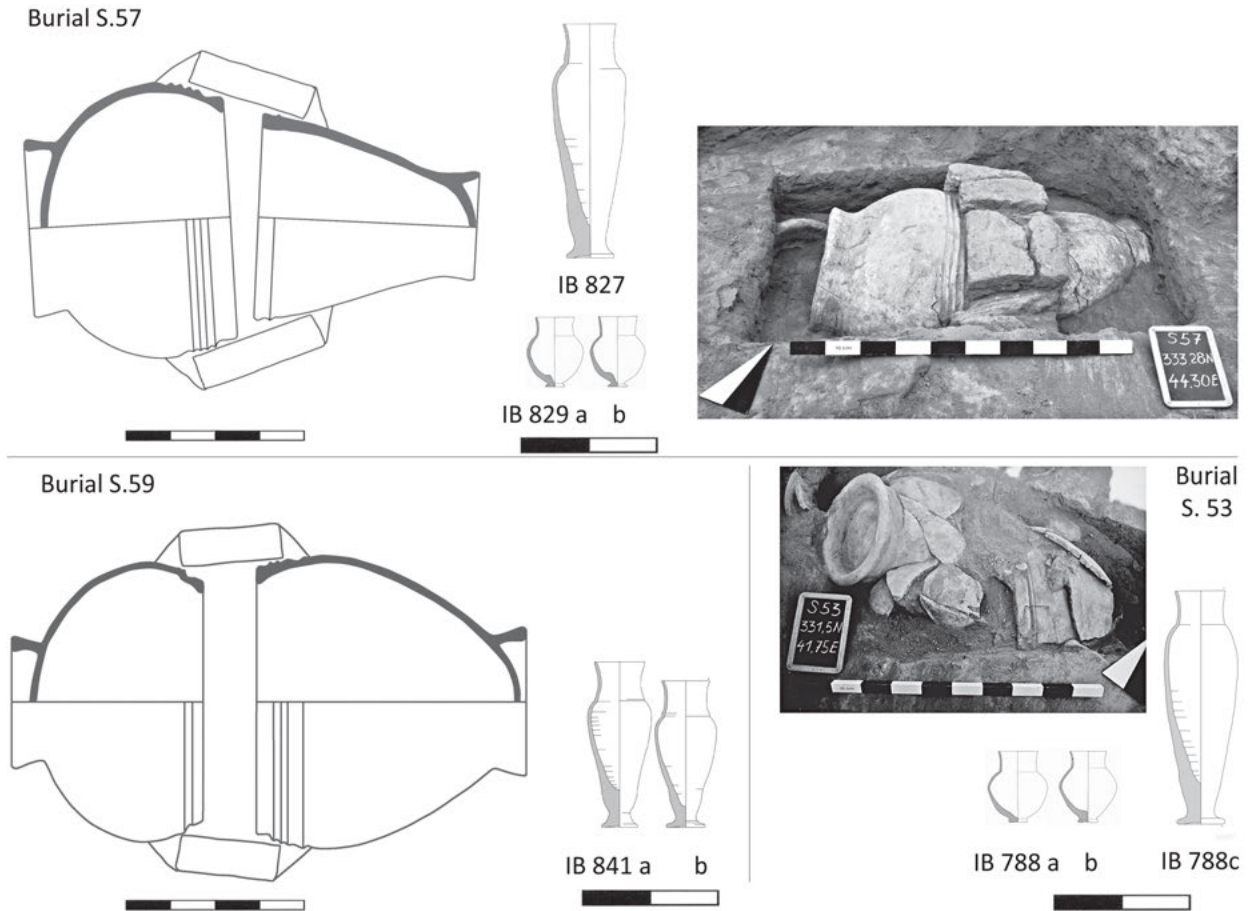 Burial S.57
IB 827
IB 829 a b
S57
333.28N
44.30E
Burial S.59
IB 841 a b
Burial
S. 53
S53
331,5N
41,75E
IB 788 a b
IB 788c